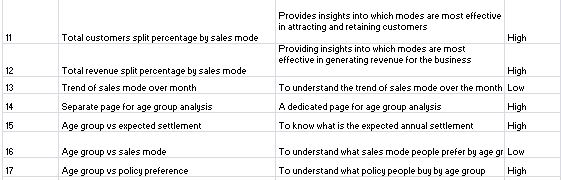 Provides insights into which modes are most effective
in attracting and retaining customers
11 Total customers split percentage by sales mode High
Providing insights into which modes are most
effective in generating revenue for the business
12 Total revenue split percentage by sales mode High
13 Trend of sales mode over month To understand the trend of sales mode over the month Low
14 Separate page for age group analysis A dedicated page for age group analysis High
15 Age group vs expected settlement To know what is the expected annual settlement High
16 Age group vs sales mode To understand what sales mode people prefer by age gr Low
17 Age group vs policy preference To understand what policy people buy by age group High